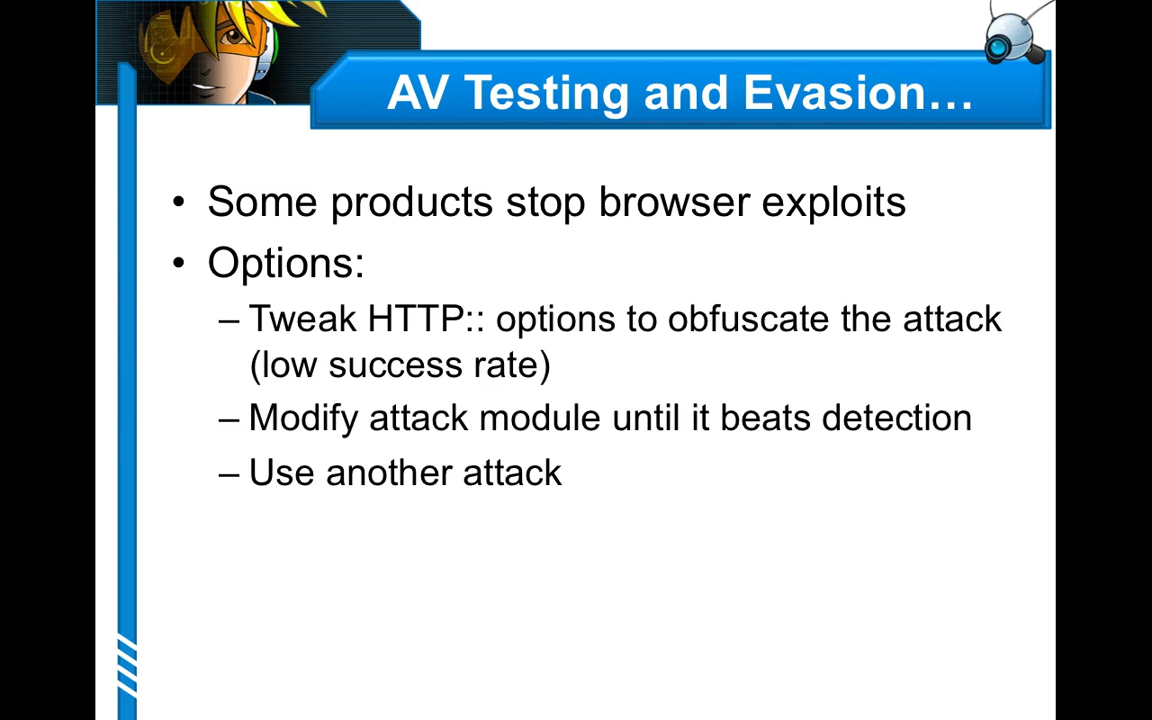 AV Testing and Evasion…
• Some products stop browser exploits
• Options:
– Tweak HTTP:: options to obfuscate the attack
(low success rate)
– Modify attack module until it beats detection
– Use another attack